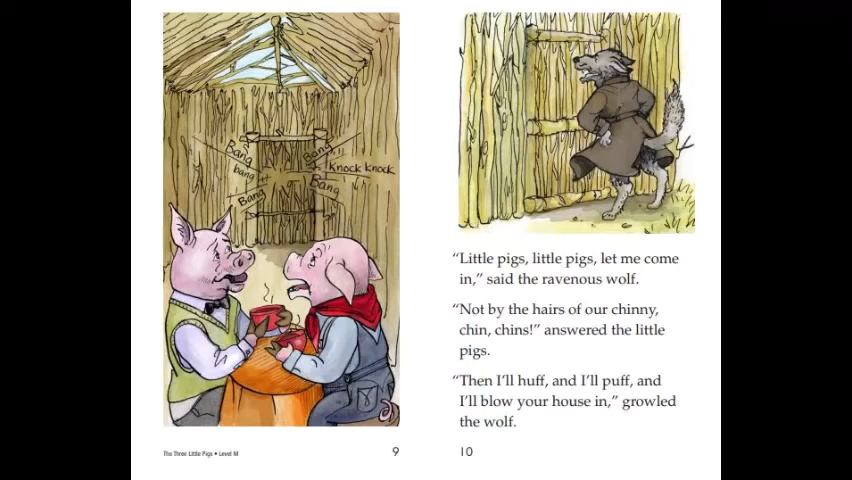 Bang
bang
Bang
Bang!!
knock knock
Bang
The Three Little Pigs • Level M
9
“Little pigs, little pigs, let me come
in,” said the ravenous wolf.
“Not by the hairs of our chinny,
chin, chins!” answered the little
pigs.
“Then I’ll huff, and I’ll puff, and
I’ll blow your house in,” growled
the wolf.
10